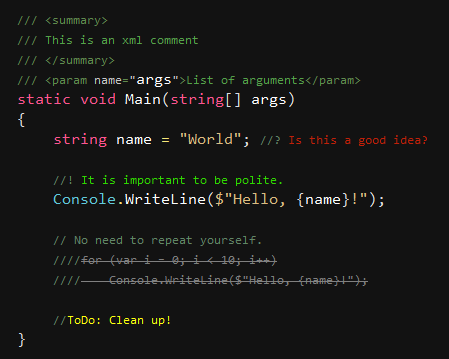 /// <summary>
/// This is an xml comment
/// </summary>
/// <param name="args">List of arguments</param>
static void Main(string[] args)
{
    string name = "World"; //? Is this a good idea?

    //! It is important to be polite.
    Console.WriteLine($"Hello, {name}!");

    // No need to repeat yourself.
    ////for (var i = 0; i < 10; i++)
    ////    Console.WriteLine($"Hello, {name}!");

    //ToDo: Clean up!
}